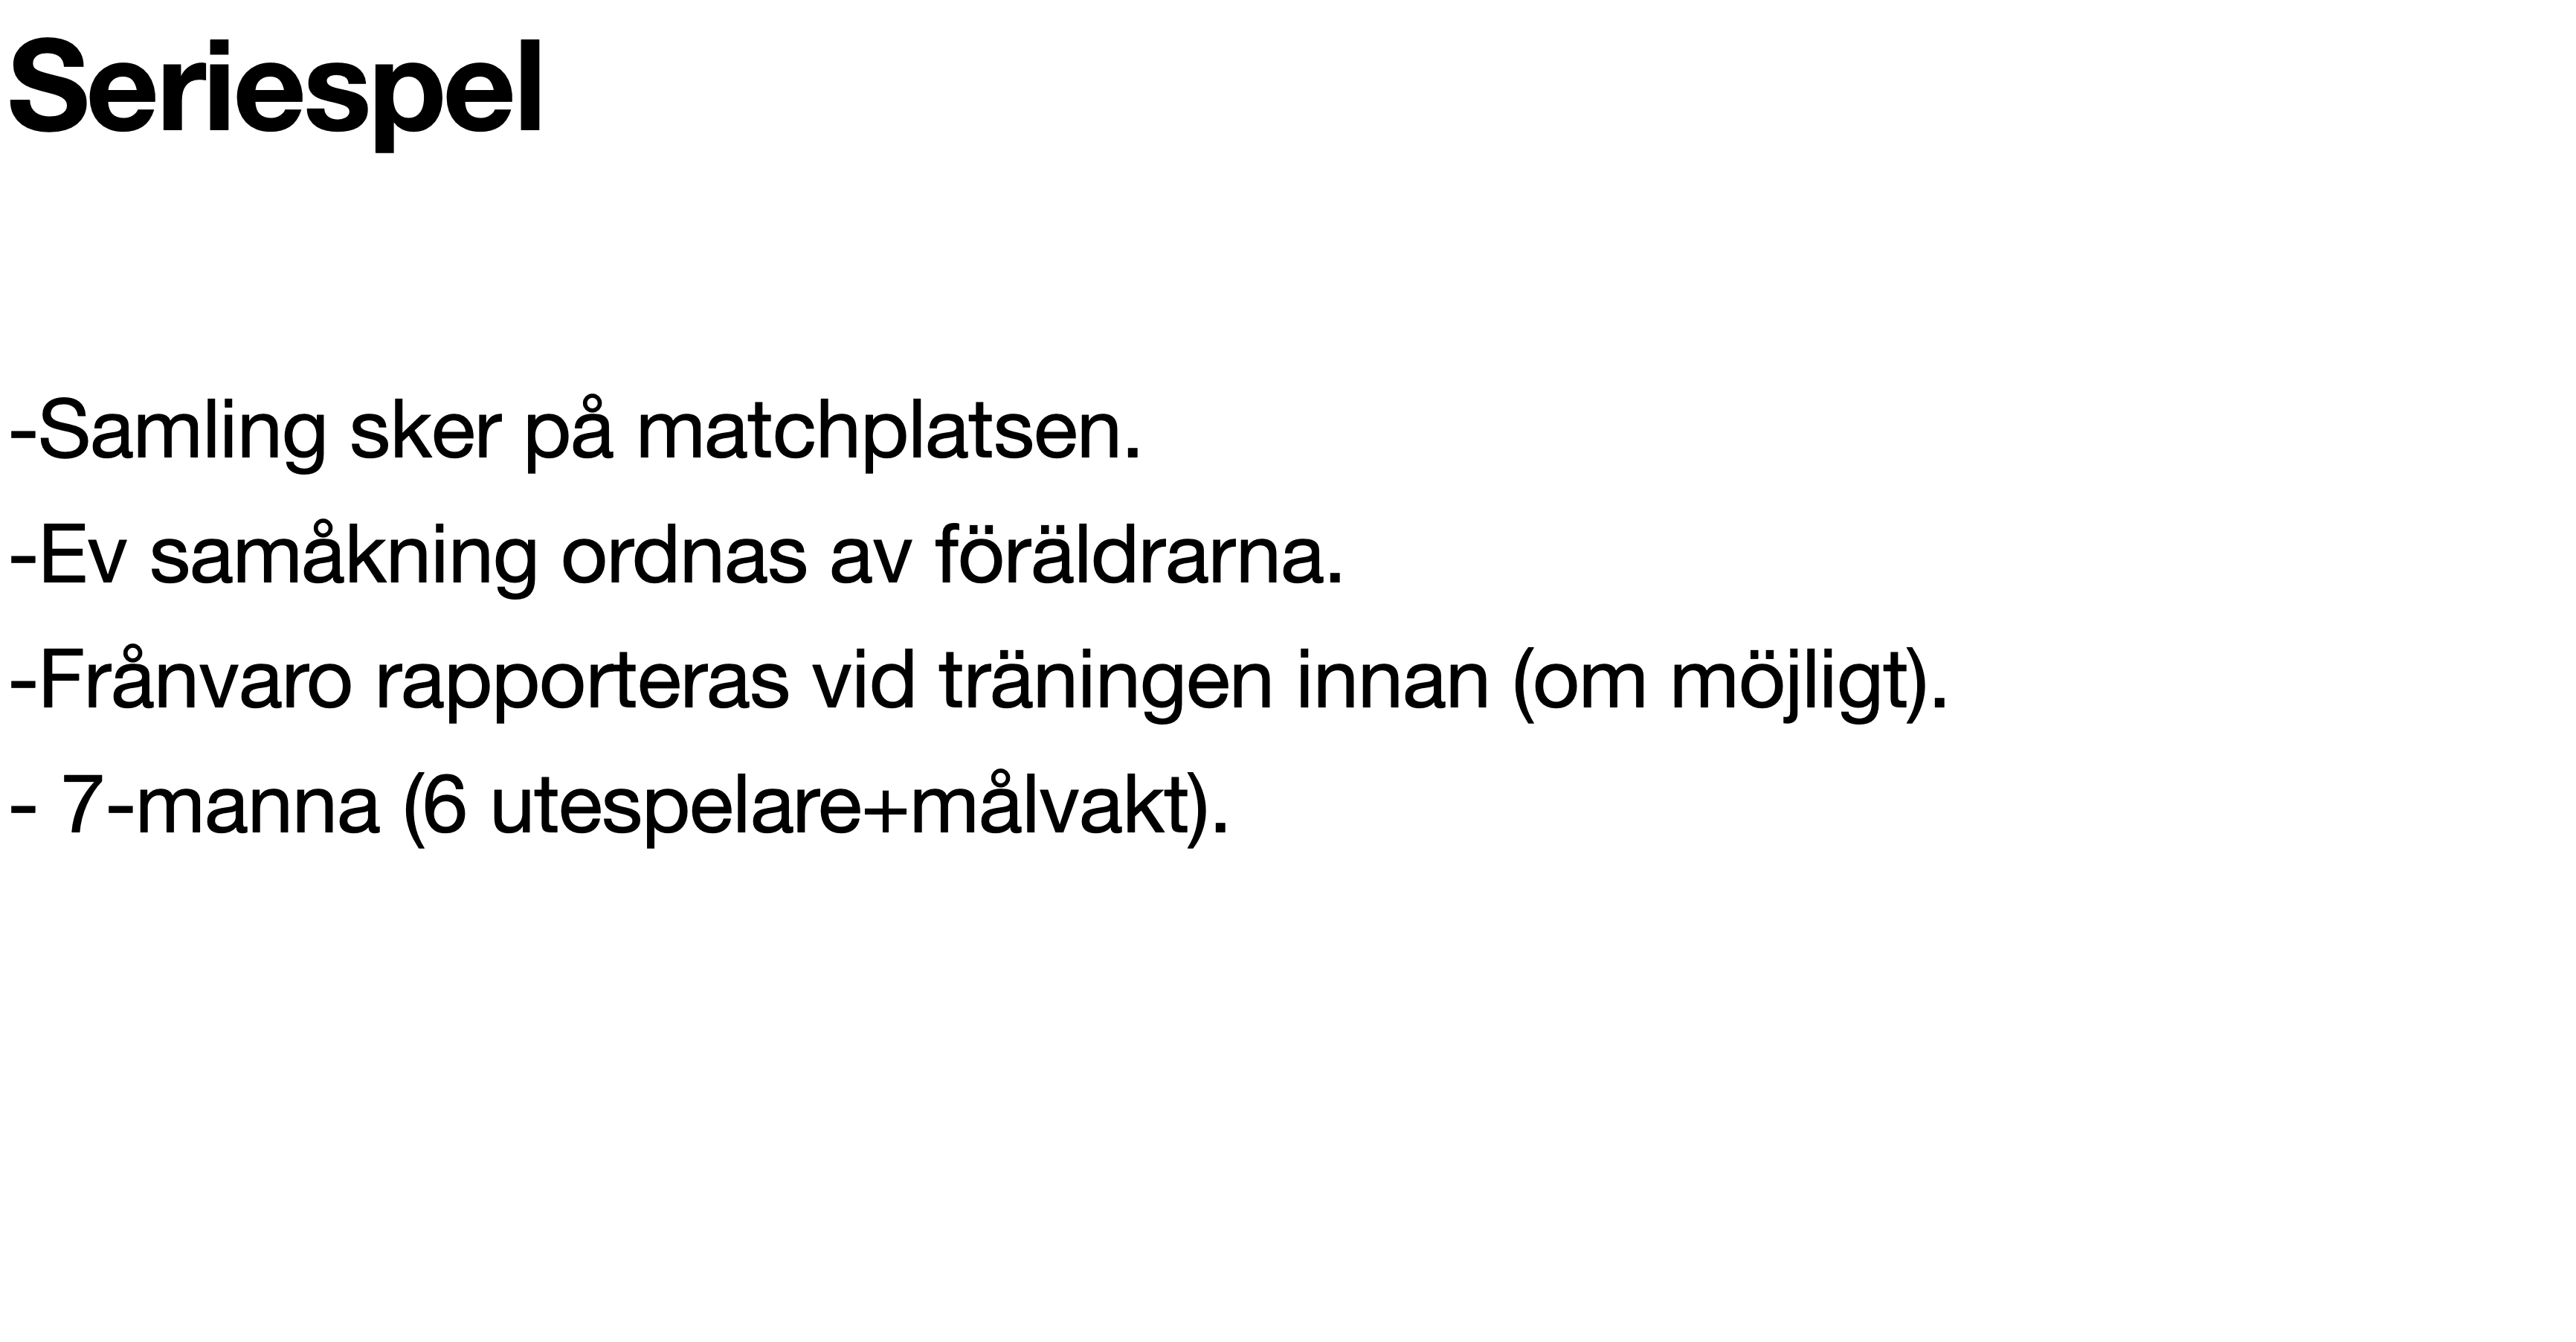 Seriespel
-Samling sker på matchplatsen.
-Ev samåkning ordnas av föräldrarna.
-Frånvaro rapporteras vid träningen innan (om möjligt).
- 7-manna (6 utespelare+målvakt).